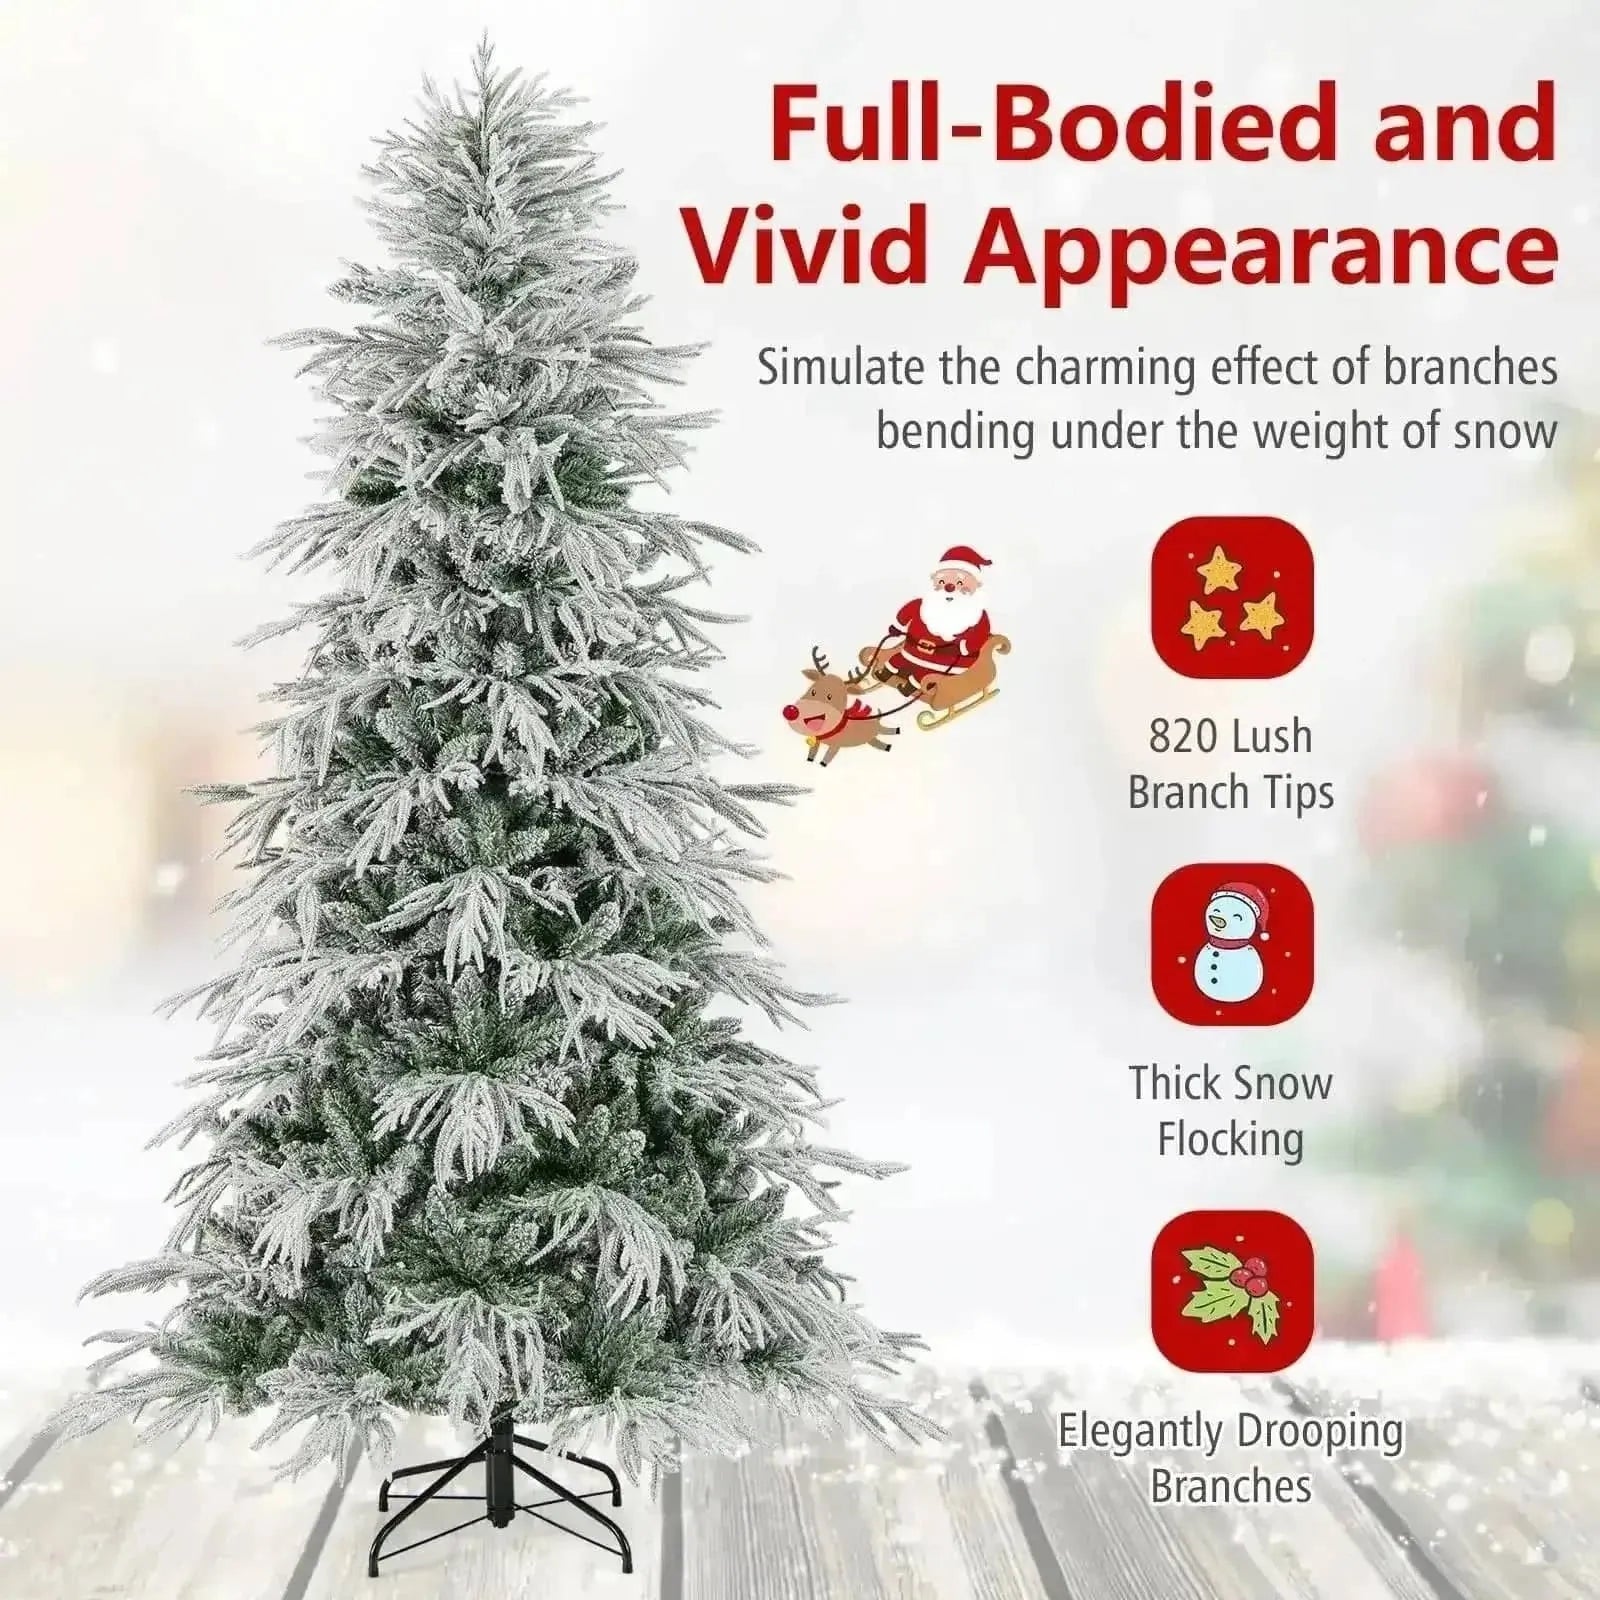 Full-Bodied and
Vivid Appearance
Simulate the charming effect of branches
bending under the weight of snow
820 Lush
Branch Tips
Thick Snow
Flocking
Elegantly Drooping
Branches